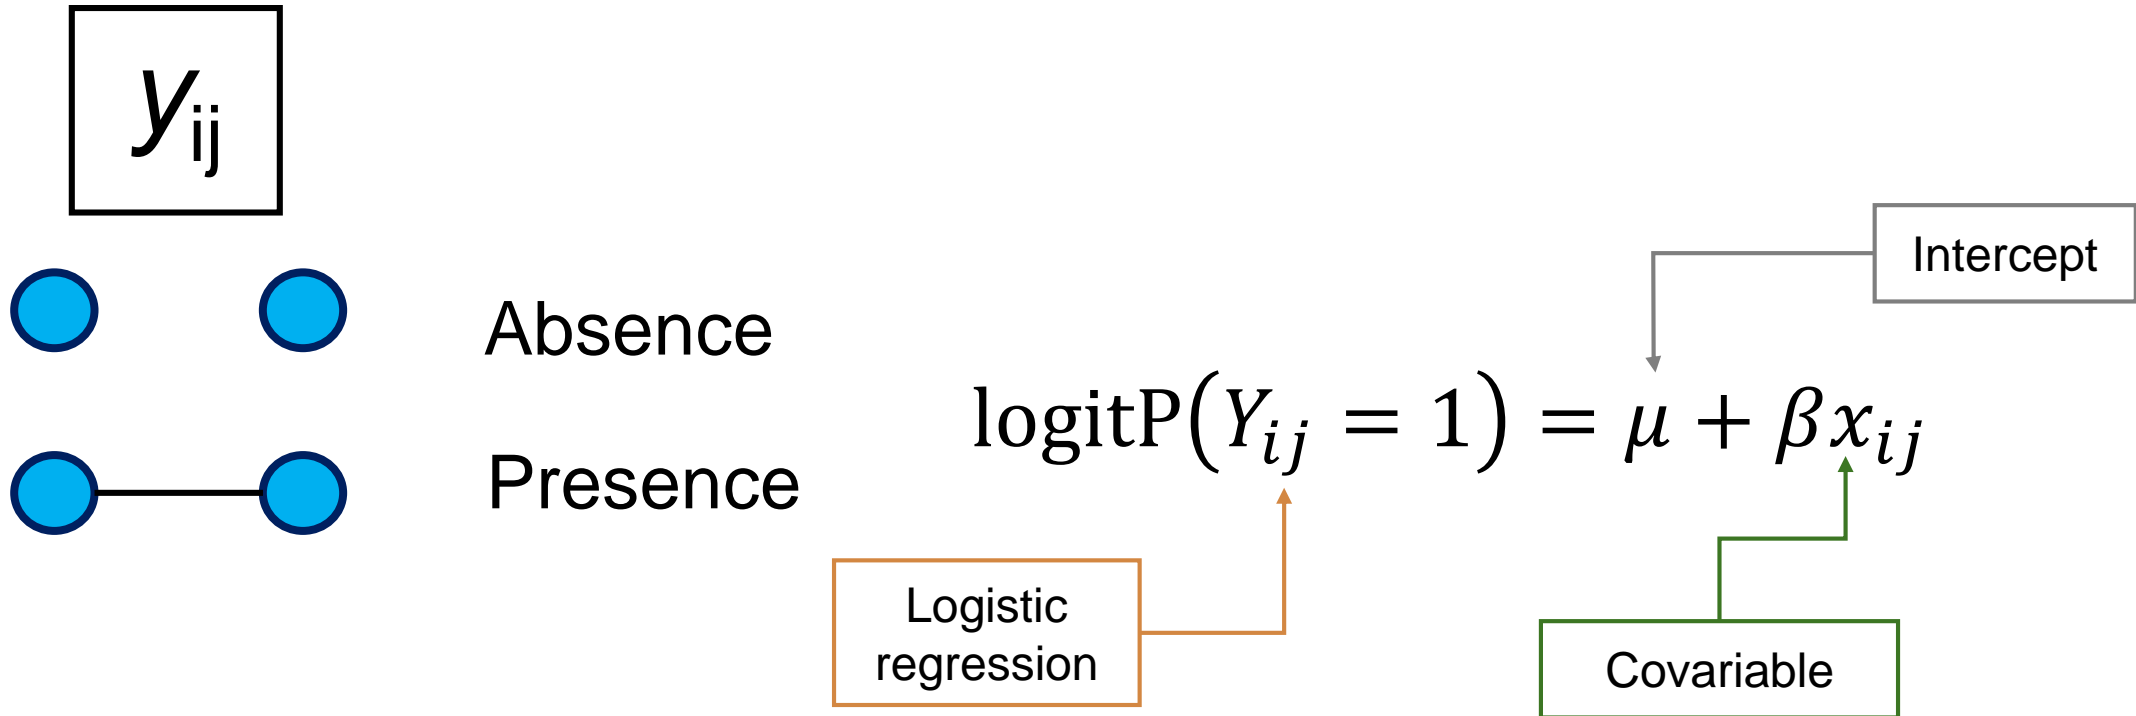 yij
Absence
Presence
Intercept
logitP(Yij = 1) = μ + βxij
Logistic
regression
Covariable